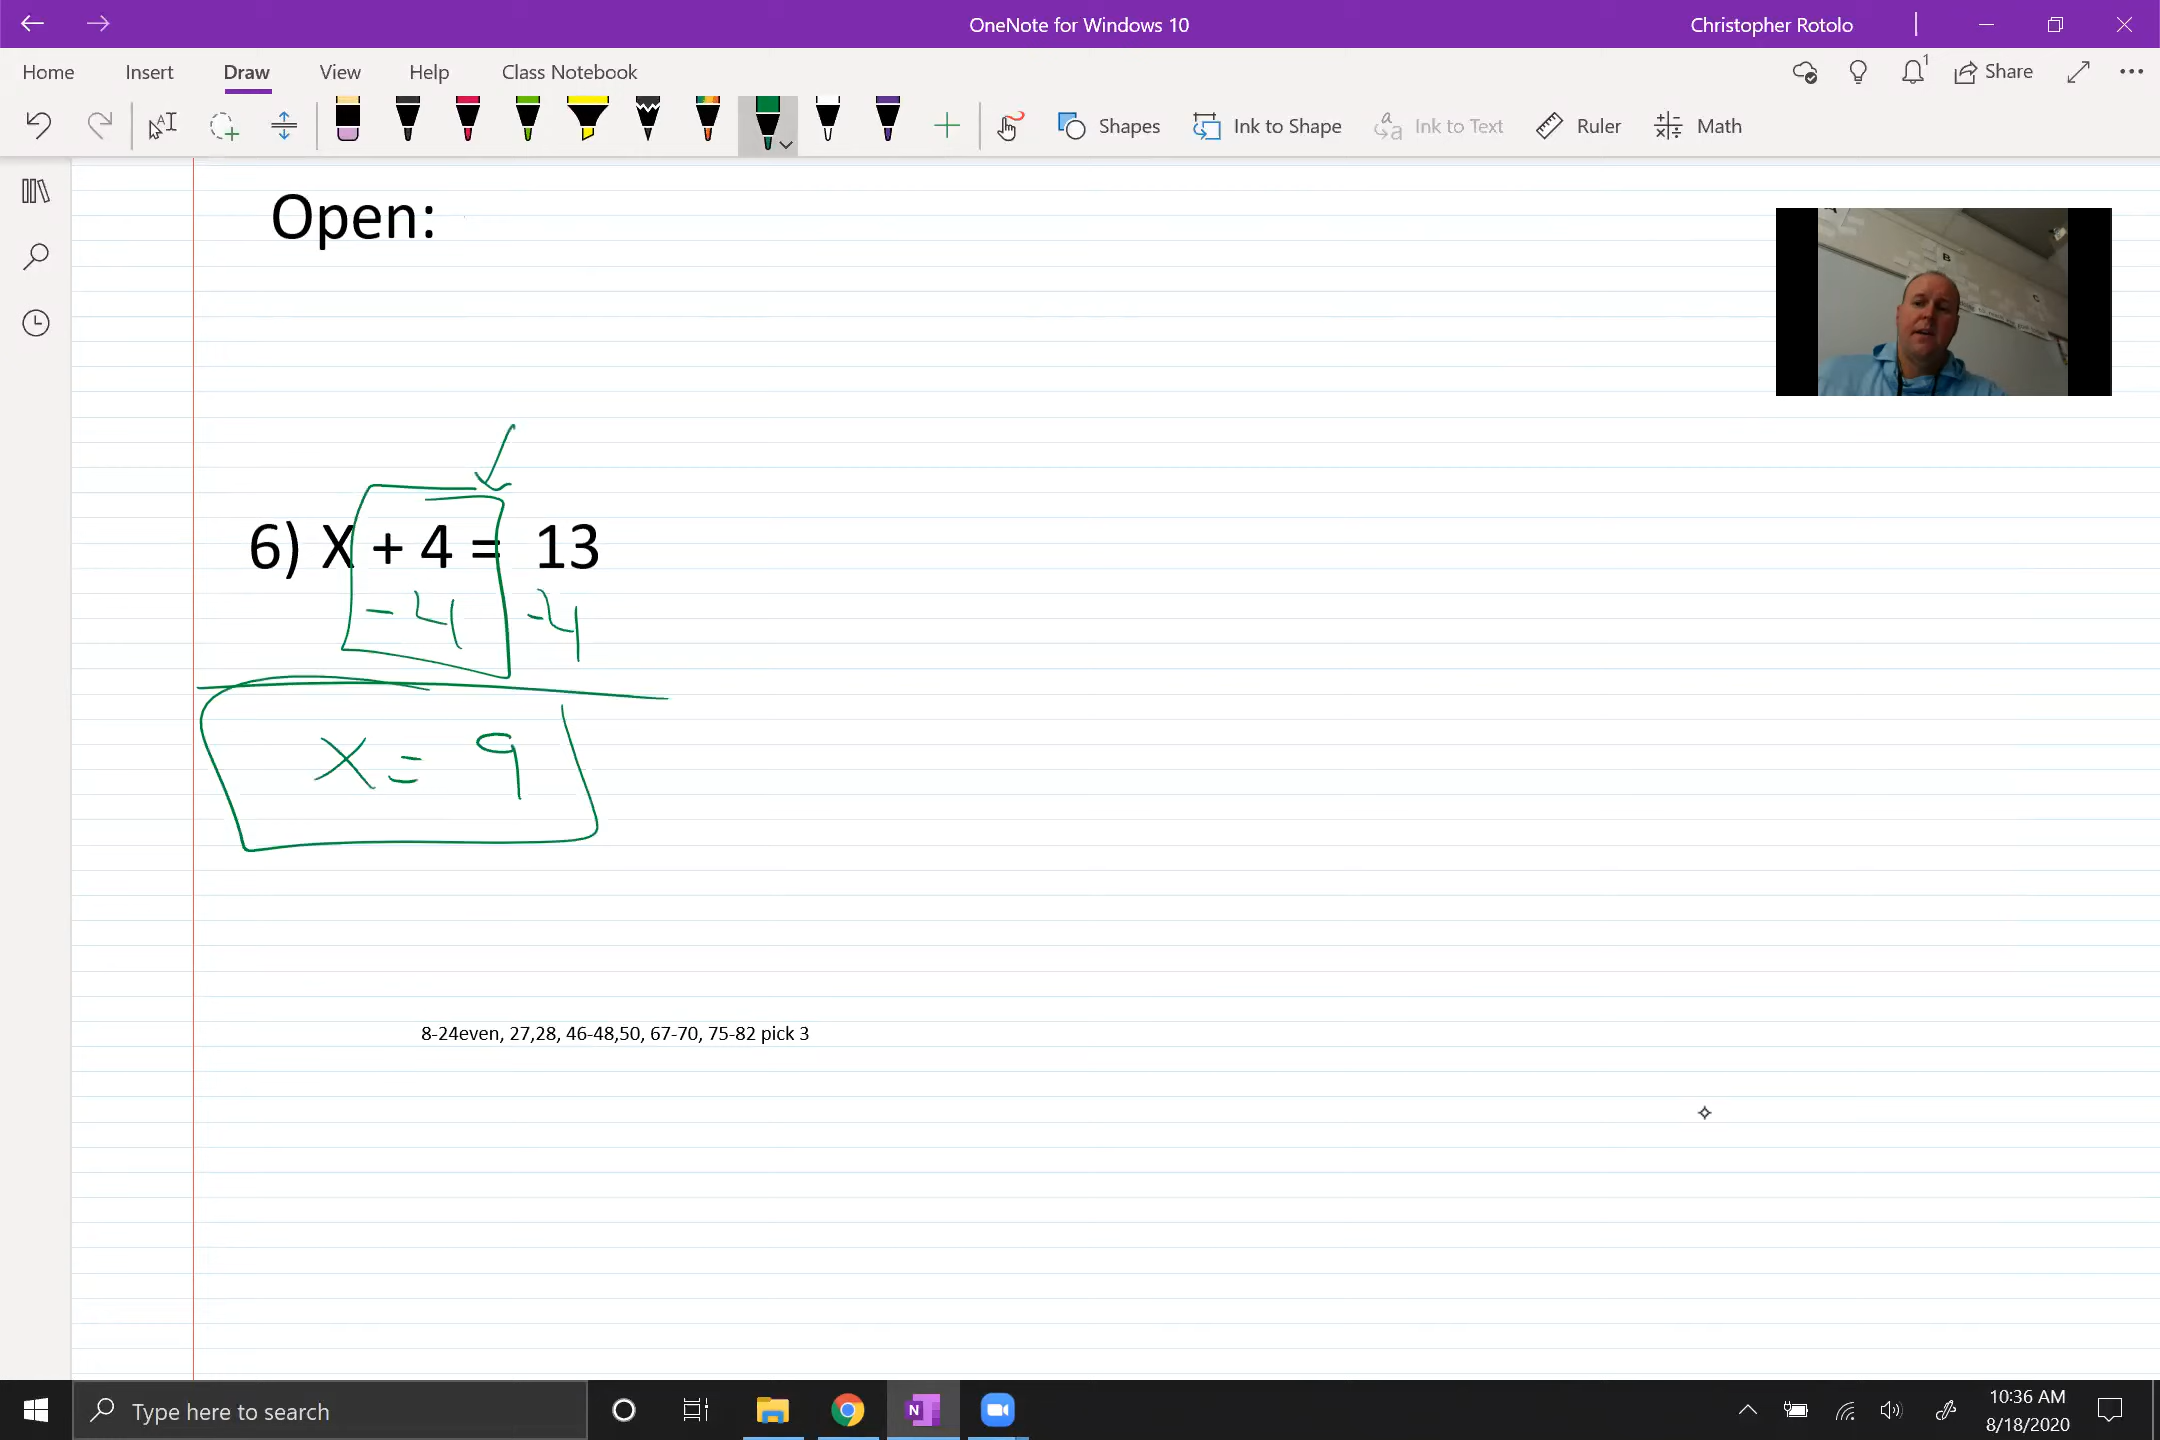 OneNote for Windows 10
Christopher Rotolo
Home Insert Draw View Help Class Notebook
Share
Shapes Ink to Shape Ink to Text Ruler Math
Open:
6) X + 4 = 13
- 4 -4
x = 9
8-24even, 27,28, 46-48,50, 67-70, 75-82 pick 3
Type here to search
10:36 AM
8/18/2020